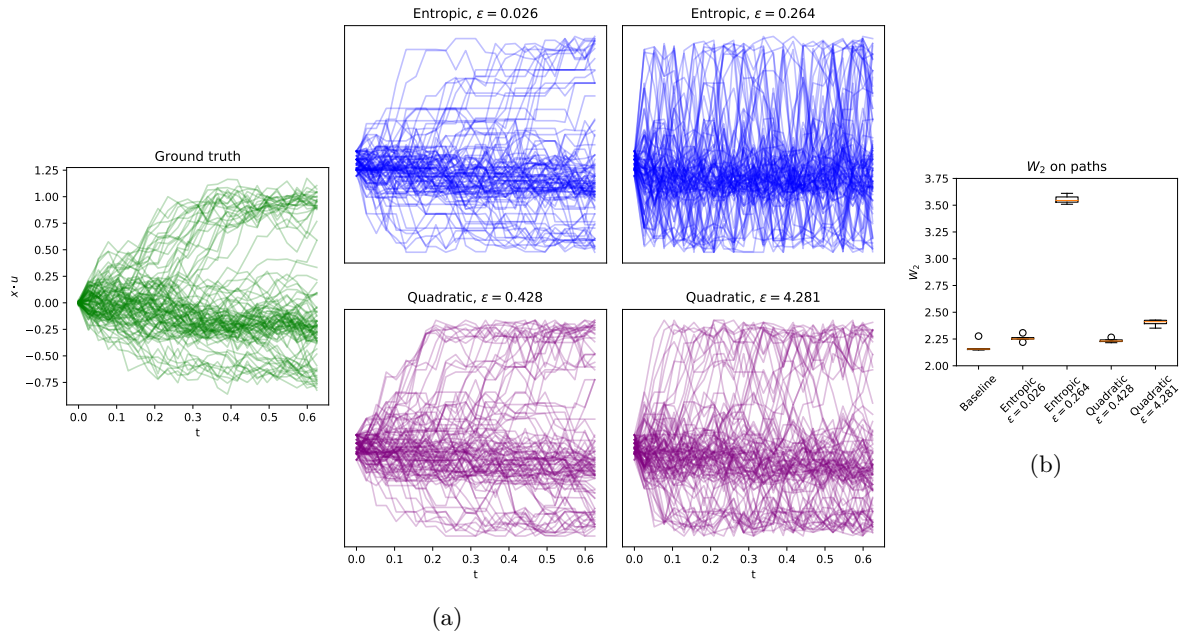 Entropic, ε = 0.026
Entropic, ε = 0.264
Ground truth
1.25
1.00
0.75
0.50
0.25
0.00
−0.25
−0.50
−0.75
x • u
0.0 0.1 0.2 0.3 0.4 0.5 0.6
t
Quadratic, ε = 0.428
Quadratic, ε = 4.281
0.0 0.1 0.2 0.3 0.4 0.5 0.6
t
0.0 0.1 0.2 0.3 0.4 0.5 0.6
t
(a)
W₂ on paths
3.75
3.50
3.25
3.00
2.75
2.50
2.25
2.00
W₂
Baseline
Entropic
ε = 0.026
Entropic
ε = 0.264
Quadratic
ε = 0.428
Quadratic
ε = 4.281
(b)